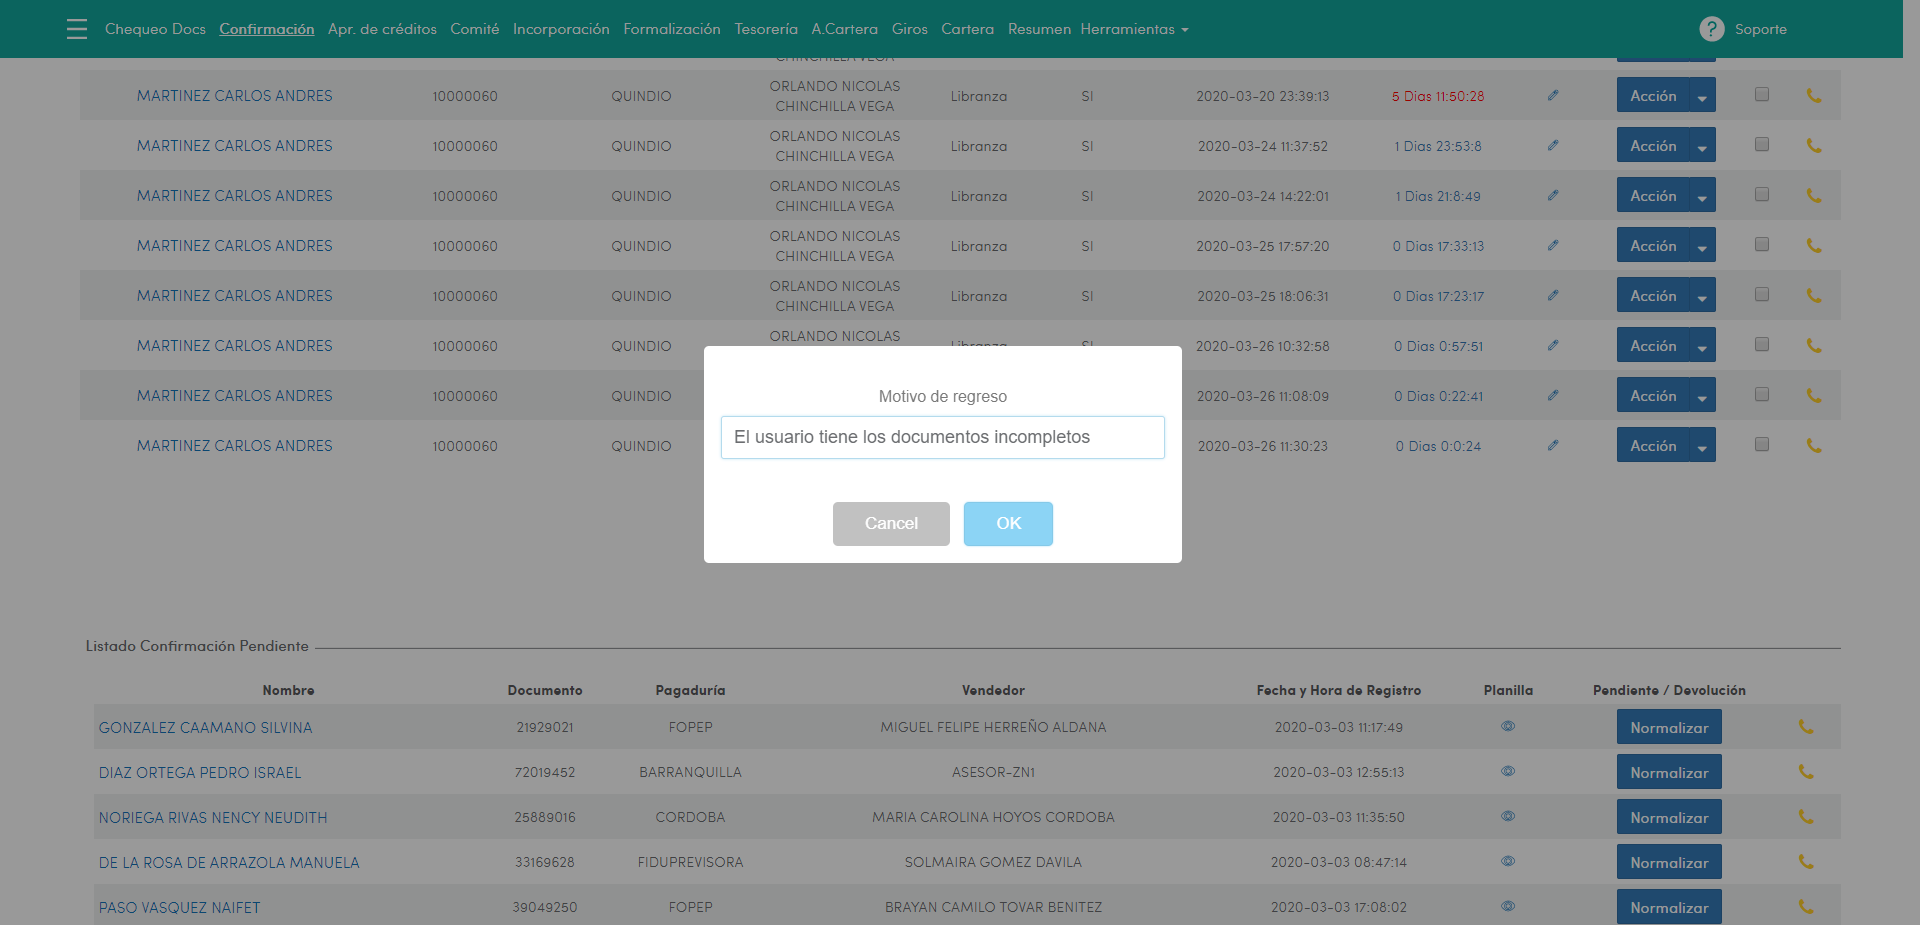 Chequeo Docs Confirmación Apr. de créditos Comité Incorporación Formalización Tesorería A.Cartera Giros Cartera Resumen Herramientas ? Soporte
CHINCHILLA VEGA
MARTINEZ CARLOS ANDRES 10000060 QUINDIO ORLANDO NICOLAS CHINCHILLA VEGA Libranza SI 2020-03-20 23:39:13 5 Dias 11:50:28 Acción
MARTINEZ CARLOS ANDRES 10000060 QUINDIO ORLANDO NICOLAS CHINCHILLA VEGA Libranza SI 2020-03-24 11:37:52 1 Dias 23:53:8 Acción
MARTINEZ CARLOS ANDRES 10000060 QUINDIO ORLANDO NICOLAS CHINCHILLA VEGA Libranza SI 2020-03-24 14:22:01 1 Dias 21:8:49 Acción
MARTINEZ CARLOS ANDRES 10000060 QUINDIO ORLANDO NICOLAS CHINCHILLA VEGA Libranza SI 2020-03-25 17:57:20 0 Dias 17:33:13 Acción
MARTINEZ CARLOS ANDRES 10000060 QUINDIO ORLANDO NICOLAS CHINCHILLA VEGA Libranza SI 2020-03-25 18:06:31 0 Dias 17:23:17 Acción
MARTINEZ CARLOS ANDRES 10000060 QUINDIO ORLANDO NICOLAS Libranza SI 2020-03-26 10:32:58 0 Dias 0:57:51 Acción
MARTINEZ CARLOS ANDRES 10000060 QUINDIO 2020-03-26 11:08:09 0 Dias 0:22:41 Acción
MARTINEZ CARLOS ANDRES 10000060 QUINDIO 2020-03-26 11:30:23 0 Dias 0:0:24 Acción
Motivo de regreso
El usuario tiene los documentos incompletos
Cancel OK
Listado Confirmación Pendiente
Nombre Documento Pagaduría Vendedor Fecha y Hora de Registro Planilla Pendiente / Devolución
GONZALEZ CAAMANO SILVINA 21929021 FOPEP MIGUEL FELIPE HERREÑO ALDANA 2020-03-03 11:17:49 Normalizar
DIAZ ORTEGA PEDRO ISRAEL 72019452 BARRANQUILLA ASESOR-ZN1 2020-03-03 12:55:13 Normalizar
NORIEGA RIVAS NENCY NEUDITH 25889016 CORDOBA MARIA CAROLINA HOYOS CORDOBA 2020-03-03 11:35:50 Normalizar
DE LA ROSA DE ARRAZOLA MANUELA 33169628 FIDUPREVISORA SOLMAIRA GOMEZ DAVILA 2020-03-03 08:47:14 Normalizar
PASO VASQUEZ NAIFET 39049250 FOPEP BRAYAN CAMILO TOVAR BENITEZ 2020-03-03 17:08:02 Normalizar